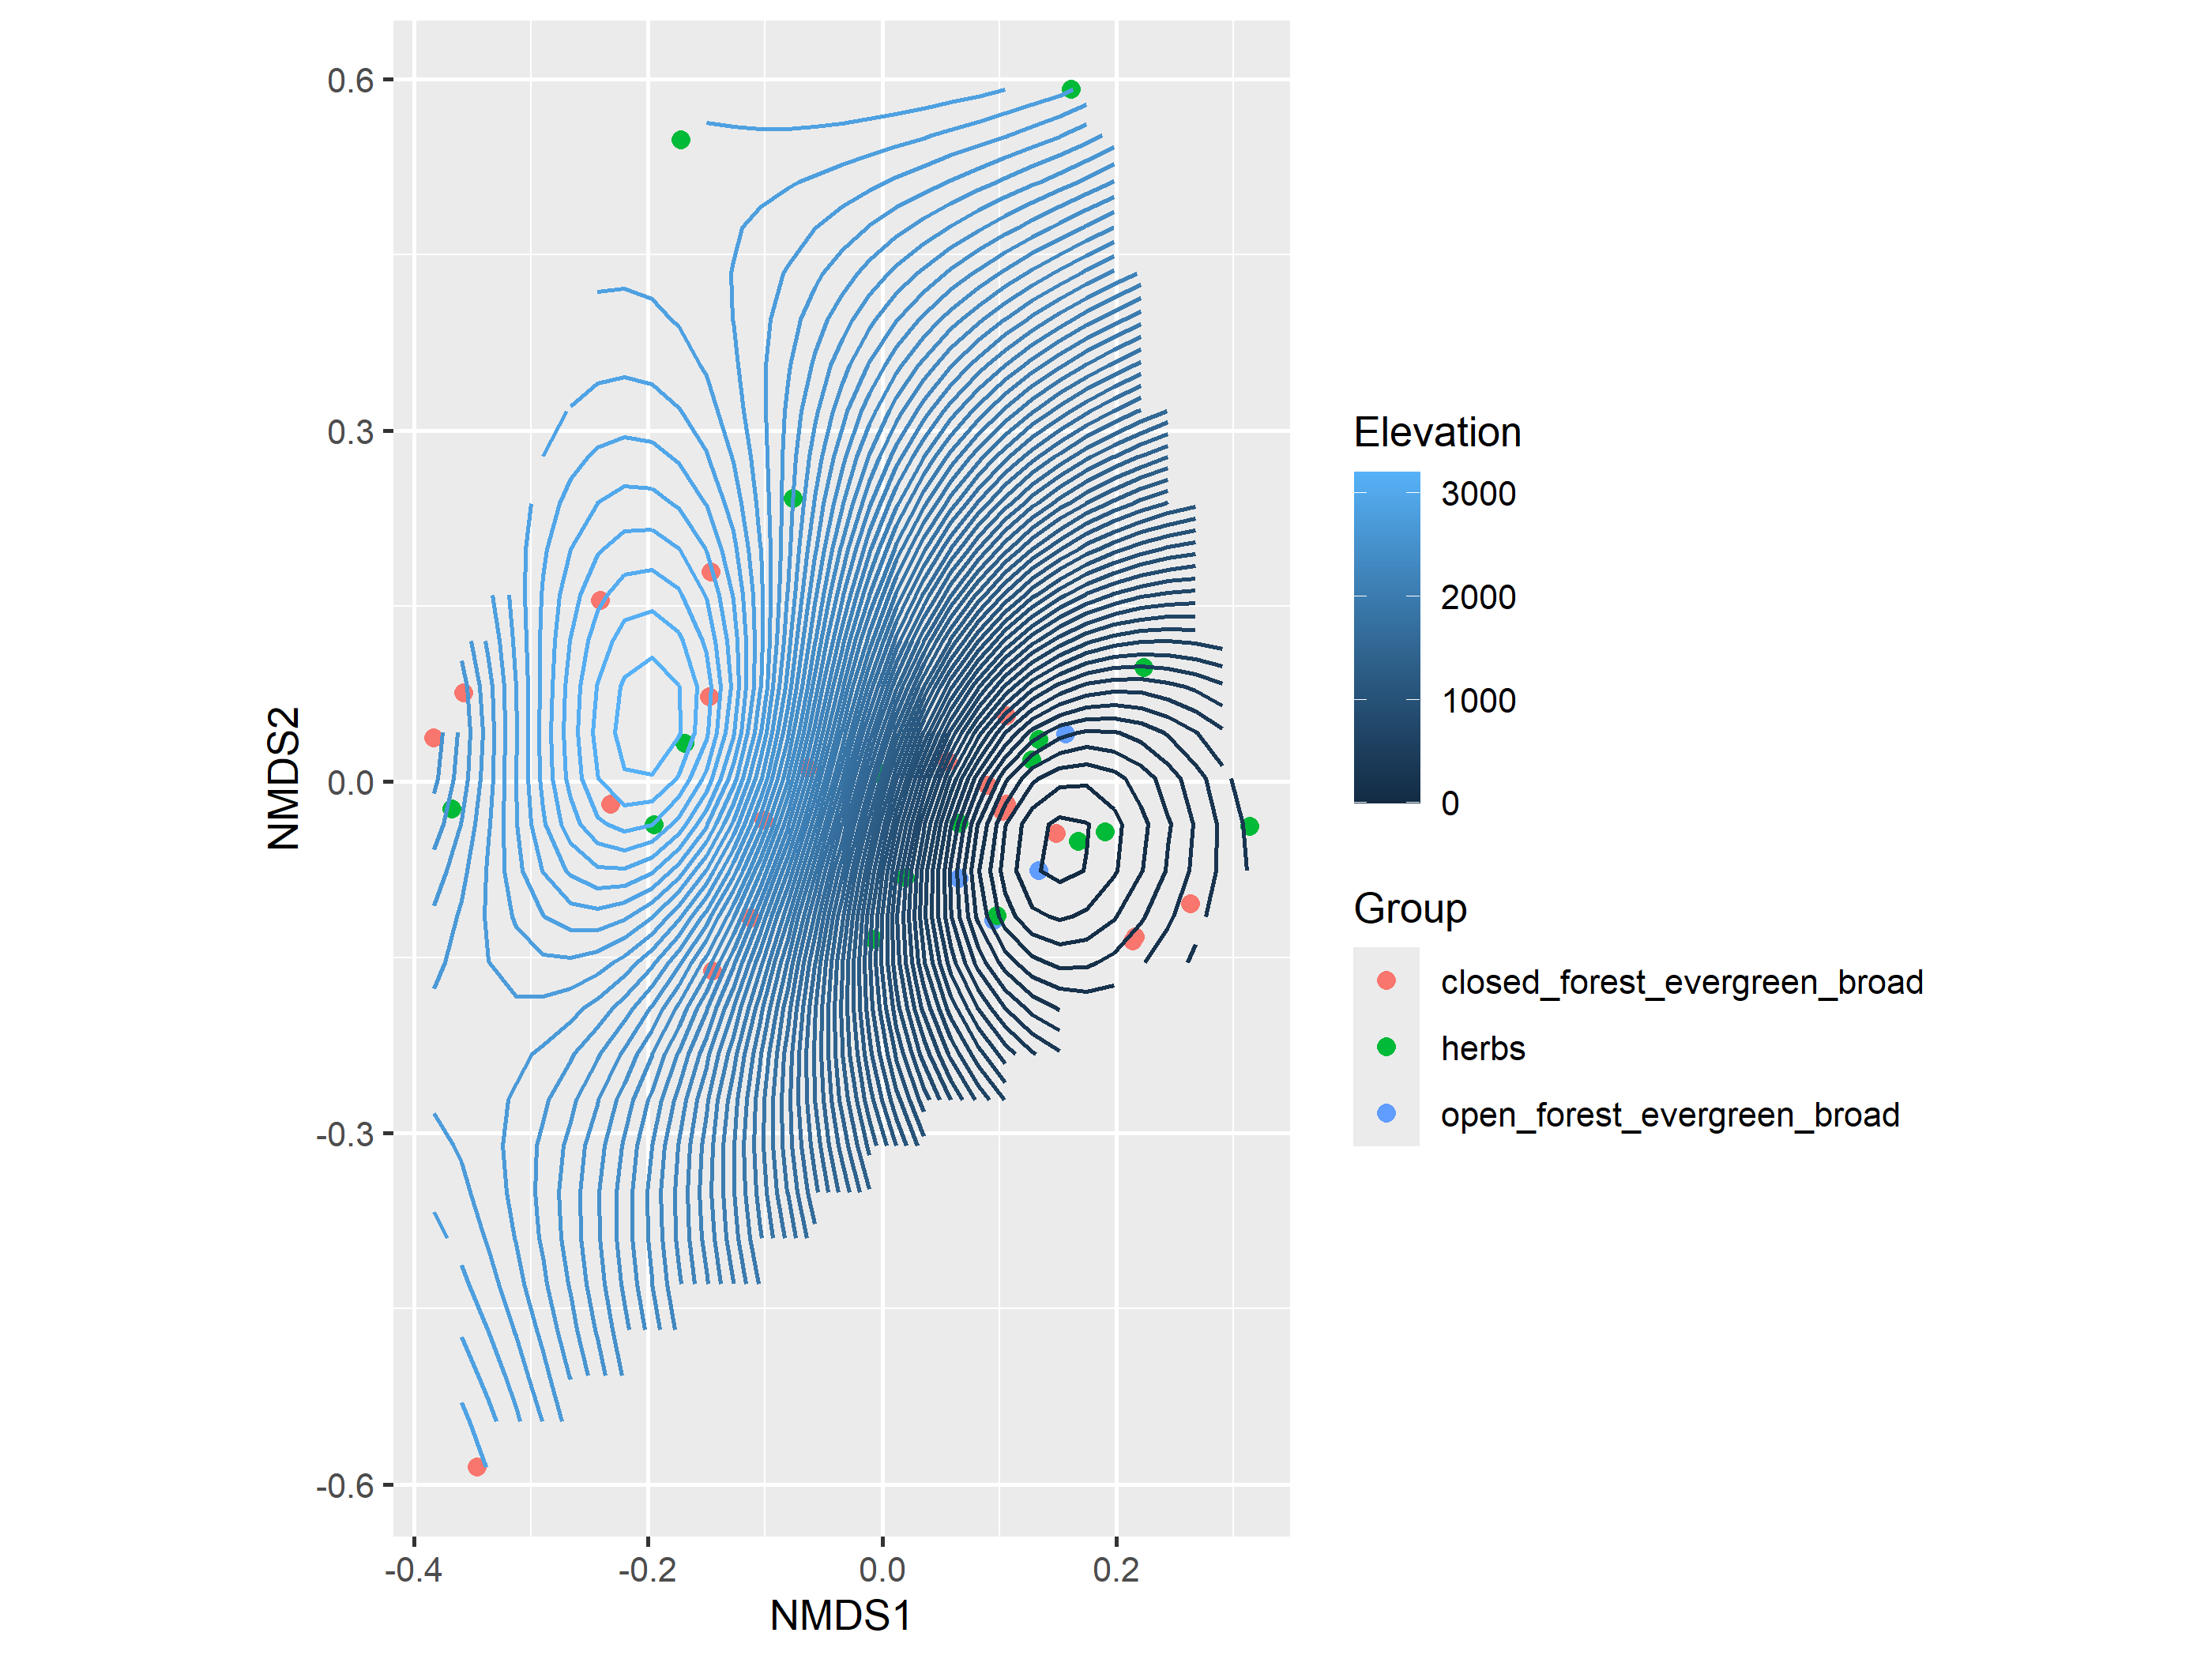 0.6
0.3
0.0
-0.3
-0.6
NMDS2
-0.4
-0.2
0.0
0.2
NMDS1
Elevation
3000
2000
1000
0
Group
closed_forest_evergreen_broad
herbs
open_forest_evergreen_broad